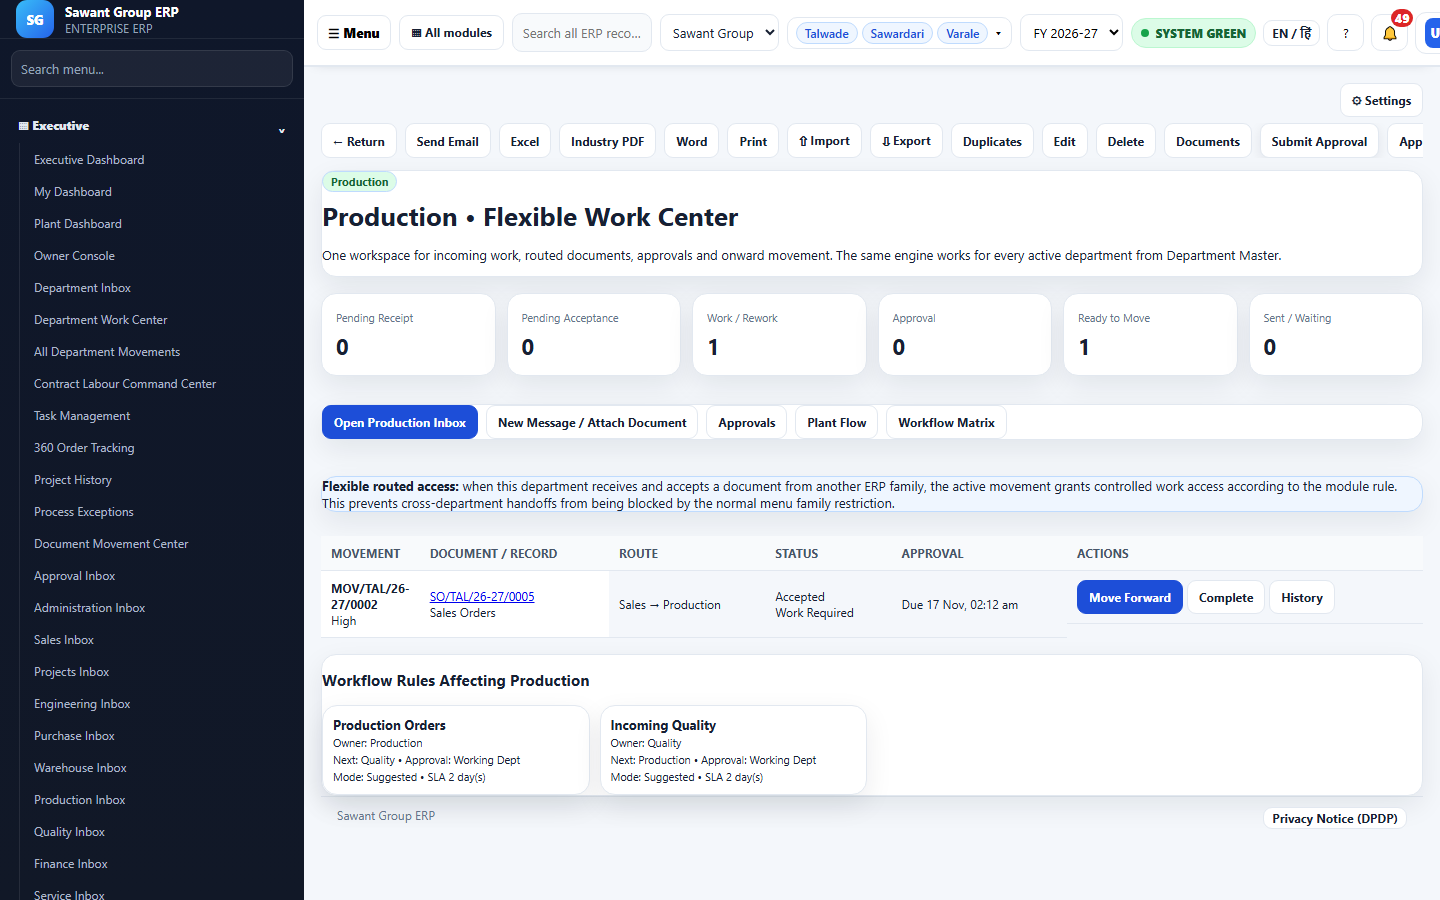 SG
Sawant Group ERP
ENTERPRISE ERP
Search menu...
Executive
Executive Dashboard
My Dashboard
Plant Dashboard
Owner Console
Department Inbox
Department Work Center
All Department Movements
Contract Labour Command Center
Task Management
360 Order Tracking
Project History
Process Exceptions
Document Movement Center
Approval Inbox
Administration Inbox
Sales Inbox
Projects Inbox
Engineering Inbox
Purchase Inbox
Warehouse Inbox
Production Inbox
Quality Inbox
Finance Inbox
Service Inbox
☰ Menu
All modules
Search all ERP reco...
Sawant Group
Talwade Sawardari Varale
FY 2026-27
SYSTEM GREEN
EN / हिं
?
49
U
⚙ Settings
← Return Send Email Excel Industry PDF Word Print ⇧ Import ⇩ Export Duplicates Edit Delete Documents Submit Approval App
Production
Production • Flexible Work Center
One workspace for incoming work, routed documents, approvals and onward movement. The same engine works for every active department from Department Master.
Pending Receipt Pending Acceptance Work / Rework Approval Ready to Move Sent / Waiting
0 0 1 0 1 0
Open Production Inbox New Message / Attach Document Approvals Plant Flow Workflow Matrix
Flexible routed access: when this department receives and accepts a document from another ERP family, the active movement grants controlled work access according to the module rule.
This prevents cross-department handoffs from being blocked by the normal menu family restriction.
MOVEMENT DOCUMENT / RECORD ROUTE STATUS APPROVAL ACTIONS
MOV/TAL/26-
27/0002
High
SO/TAL/26-27/0005
Sales Orders
Sales → Production
Accepted
Work Required
Due 17 Nov, 02:12 am
Move Forward Complete History
Workflow Rules Affecting Production
Production Orders
Owner: Production
Next: Quality • Approval: Working Dept
Mode: Suggested • SLA 2 day(s)
Incoming Quality
Owner: Quality
Next: Production • Approval: Working Dept
Mode: Suggested • SLA 2 day(s)
Sawant Group ERP
Privacy Notice (DPDP)